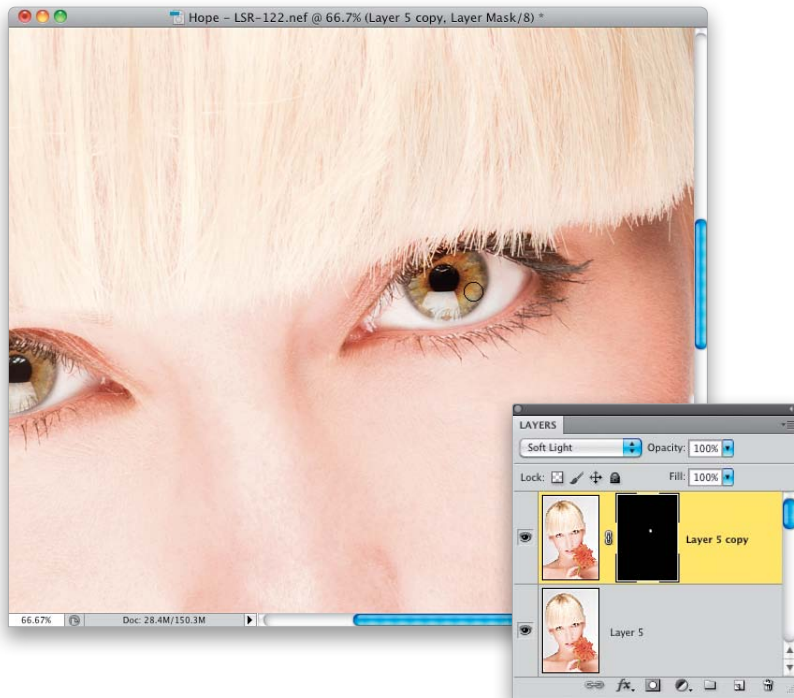 Hope – LSR-122.nef @ 66.7% (Layer 5 copy, Layer Mask/8) *
66.67%
Doc: 28.4M/150.3M
LAYERS
Soft Light
Opacity: 100%
Lock:
Fill: 100%
Layer 5 copy
Layer 5
fx.